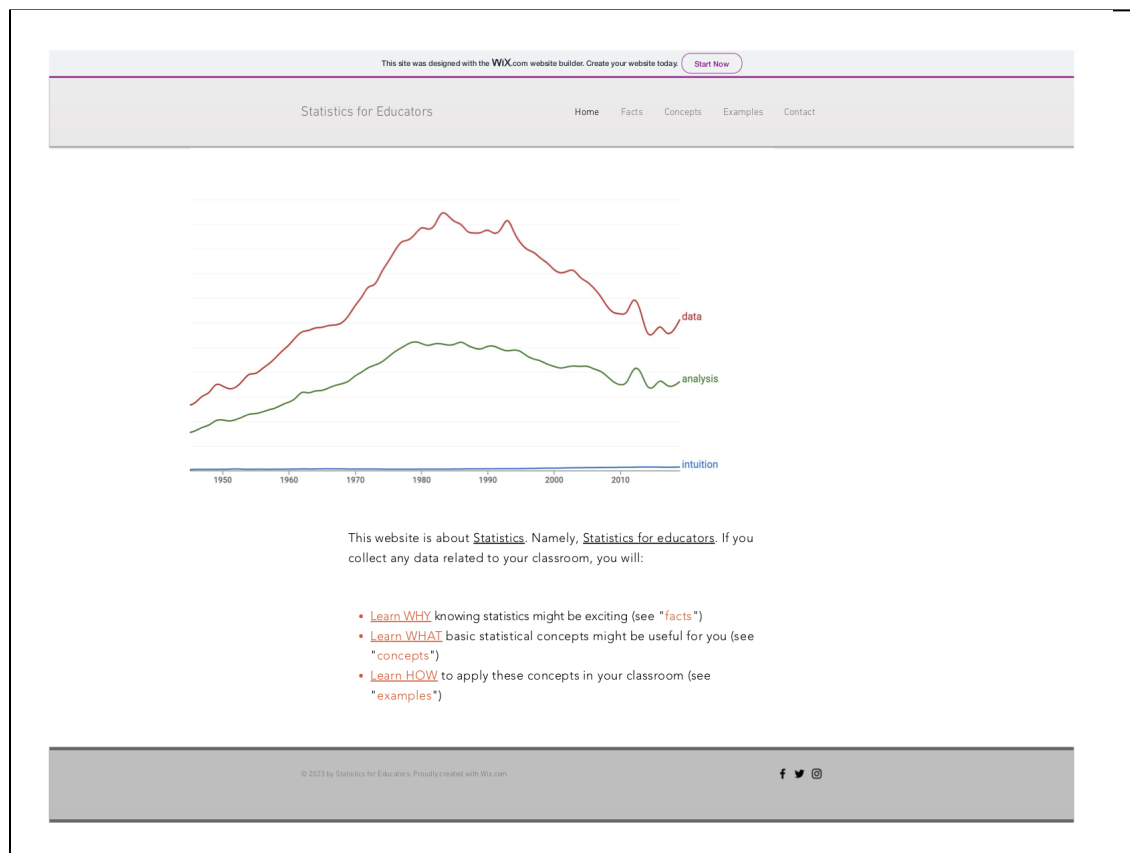 This site was designed with the WiX.com website builder. Create your website today. Start Now
Statistics for Educators
Home Facts Concepts Examples Contact
data
analysis
intuition
1950 1960 1970 1980 1990 2000 2010
This website is about Statistics. Namely, Statistics for educators. If you
collect any data related to your classroom, you will:
• Learn WHY knowing statistics might be exciting (see "facts")
• Learn WHAT basic statistical concepts might be useful for you (see
"concepts")
• Learn HOW to apply these concepts in your classroom (see
"examples")
© 2023 by Statistics for Educators. Proudly created with Wix.com